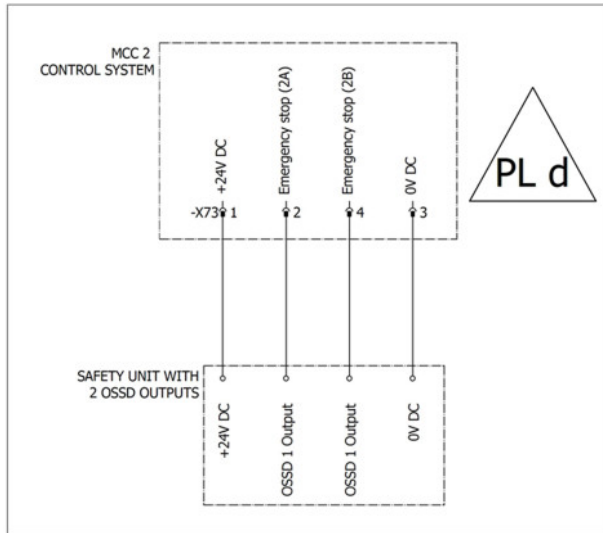 MCC 2
CONTROL SYSTEM
+24V DC
Emergency stop (2A)
Emergency stop (2B)
0V DC
-X73 1
2
4
3
PL d
SAFETY UNIT WITH
2 OSSD OUTPUTS
+24V DC
OSSD 1 Output
OSSD 1 Output
0V DC